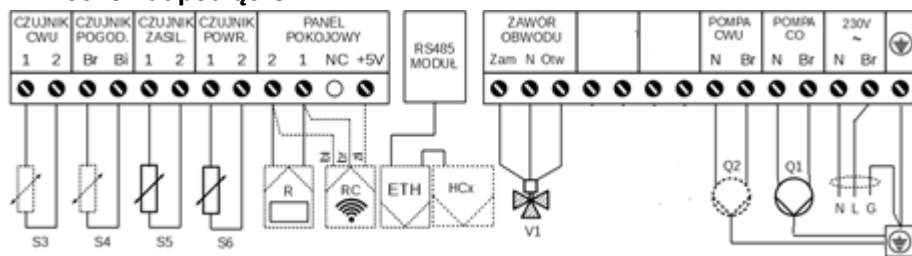 CZUJNIK CWU
1 2
CZUJNIK POGOD.
Br Bi
CZUJNIK ZASIL.
1 2
CZUJNIK POWR.
1 2
PANEL POKOJOWY
2 1 NC +5V
RS485 MODUŁ
ZAWÓR OBWODU
Zam N Otw
POMPA CWU
N Br
POMPA CO
N Br
230V
~
N Br
S3
S4
S5
S6
R
RC
ETH
HCx
V1
Q2
Q1
N L G